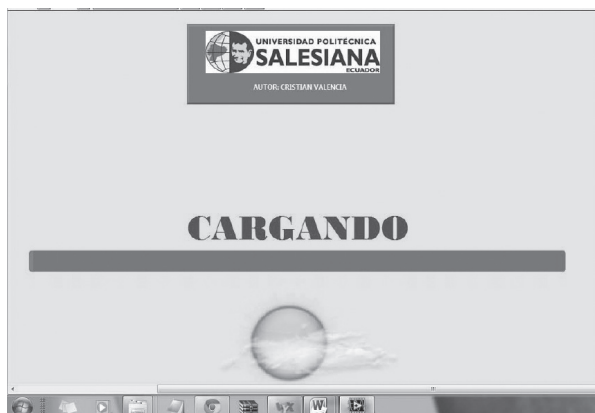 UNIVERSIDAD POLITÉCNICA
SALESIANA
ECUADOR
AUTOR: CRISTIAN VALENCIA
CARGANDO